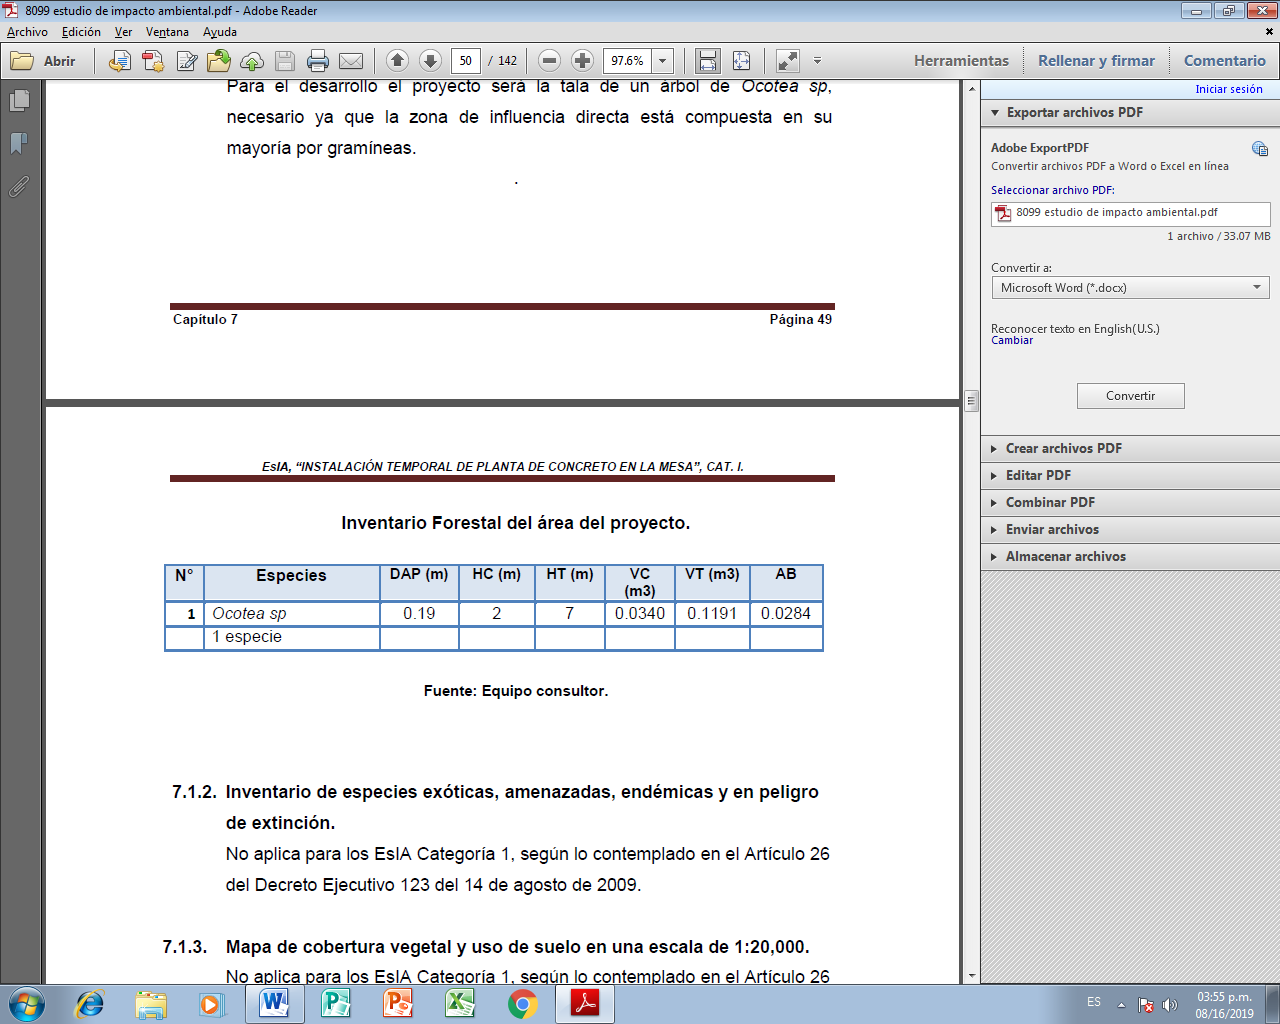 8099 estudio de impacto ambiental.pdf - Adobe Reader
Archivo Edición Ver Ventana Ayuda
Abrir 50 / 142 97.6% Herramientas Rellenar y firmar Comentario
Para el desarrollo el proyecto será la tala de un árbol de Ocotea sp,
necesario ya que la zona de influencia directa está compuesta en su
mayoría por gramíneas.
.
Capítulo 7 Página 49
EsIA, “INSTALACIÓN TEMPORAL DE PLANTA DE CONCRETO EN LA MESA”, CAT. I.
Inventario Forestal del área del proyecto.
N° Especies DAP (m) HC (m) HT (m) VC (m3) VT (m3) AB
1 Ocotea sp 0.19 2 7 0.0340 0.1191 0.0284
1 especie
Fuente: Equipo consultor.
7.1.2. Inventario de especies exóticas, amenazadas, endémicas y en peligro
de extinción.
No aplica para los EsIA Categoría 1, según lo contemplado en el Artículo 26
del Decreto Ejecutivo 123 del 14 de agosto de 2009.
7.1.3. Mapa de cobertura vegetal y uso de suelo en una escala de 1:20,000.
No aplica para los EsIA Categoría 1, según lo contemplado en el Artículo 26
Iniciar sesión
Exportar archivos PDF
Adobe ExportPDF
Convertir archivos PDF a Word o Excel en línea
Seleccionar archivo PDF:
8099 estudio de impacto ambiental.pdf
1 archivo / 33.07 MB
Convertir a:
Microsoft Word (*.docx)
Reconocer texto en English(U.S.)
Cambiar
Convertir
Crear archivos PDF
Editar PDF
Combinar PDF
Enviar archivos
Almacenar archivos
ES
03:55 p.m.
08/16/2019